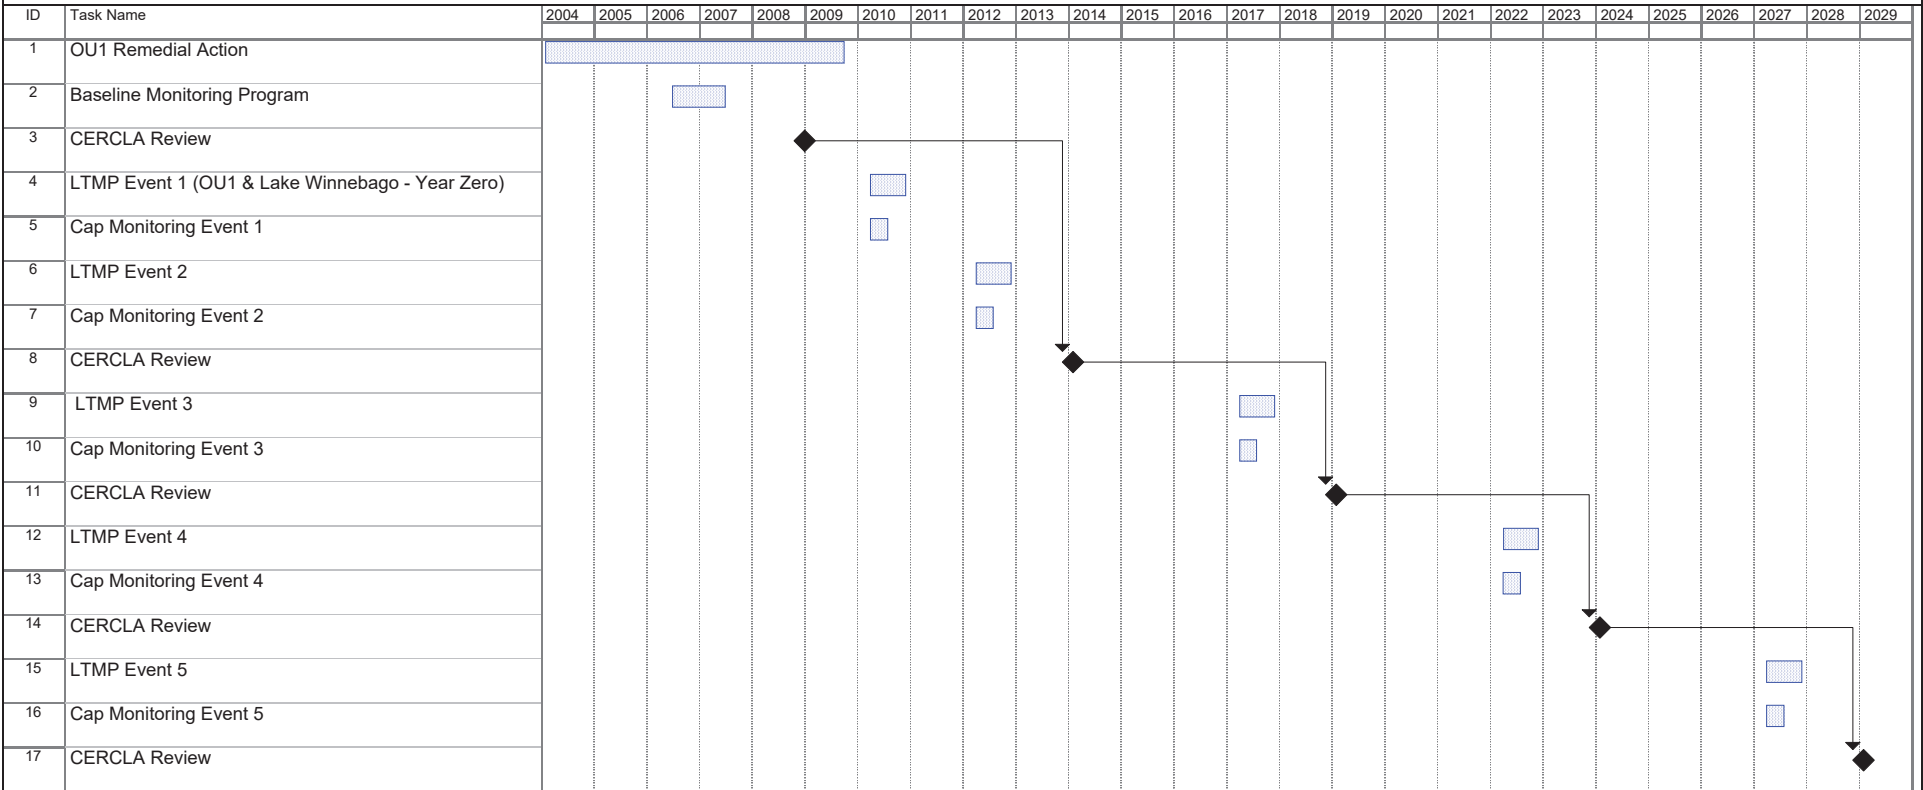 ID Task Name 2004 2005 2006 2007 2008 2009 2010 2011 2012 2013 2014 2015 2016 2017 2018 2019 2020 2021 2022 2023 2024 2025 2026 2027 2028 2029
1 OU1 Remedial Action
2 Baseline Monitoring Program
3 CERCLA Review
4 LTMP Event 1 (OU1 & Lake Winnebago - Year Zero)
5 Cap Monitoring Event 1
6 LTMP Event 2
7 Cap Monitoring Event 2
8 CERCLA Review
9 LTMP Event 3
10 Cap Monitoring Event 3
11 CERCLA Review
12 LTMP Event 4
13 Cap Monitoring Event 4
14 CERCLA Review
15 LTMP Event 5
16 Cap Monitoring Event 5
17 CERCLA Review